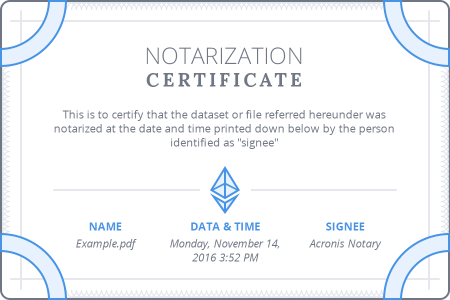 NOTARIZATION
CERTIFICATE
This is to certify that the dataset or file referred hereunder was
notarized at the date and time printed down below by the person
identified as "signee"
NAME DATA & TIME SIGNEE
Example.pdf Monday, November 14, Acronis Notary
2016 3:52 PM